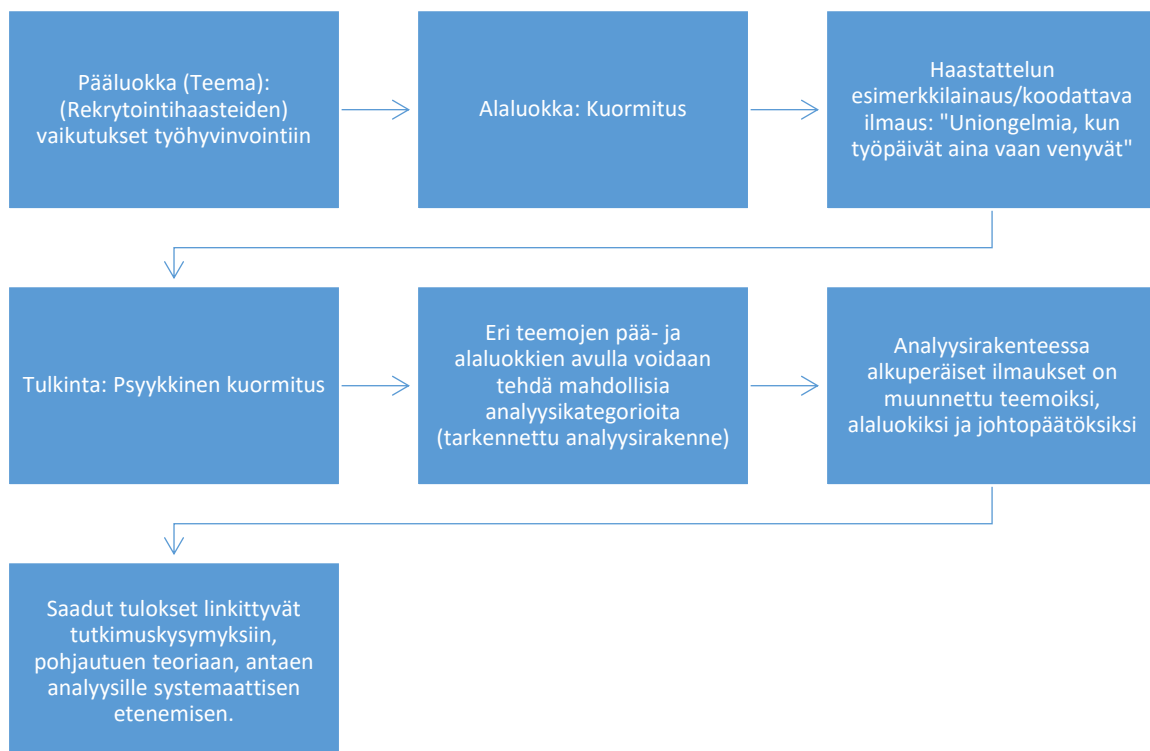 Pääluokka (Teema):
(Rekrytointihaasteiden)
vaikutukset työhyvinvointiin
Alaluokka: Kuormitus
Haastattelun
esimerkkilainaus/koodattava
ilmaus: "Uniongelmia, kun
työpäivät aina vaan venyvät"
Tulkinta: Psyykkinen kuormitus
Eri teemojen pää- ja
alaluokkien avulla voidaan
tehdä mahdollisia
analyysikategorioita
(tarkennettu analyysirakenne)
Analyysirakenteessa
alkuperäiset ilmaukset on
muunnettu teemoiksi,
alaluokiksi ja johtopäätöksiksi
Saadut tulokset linkittyvät
tutkimuskysymyksiin,
pohjautuen teoriaan, antaen
analyysille systemaattisen
etenemisen.